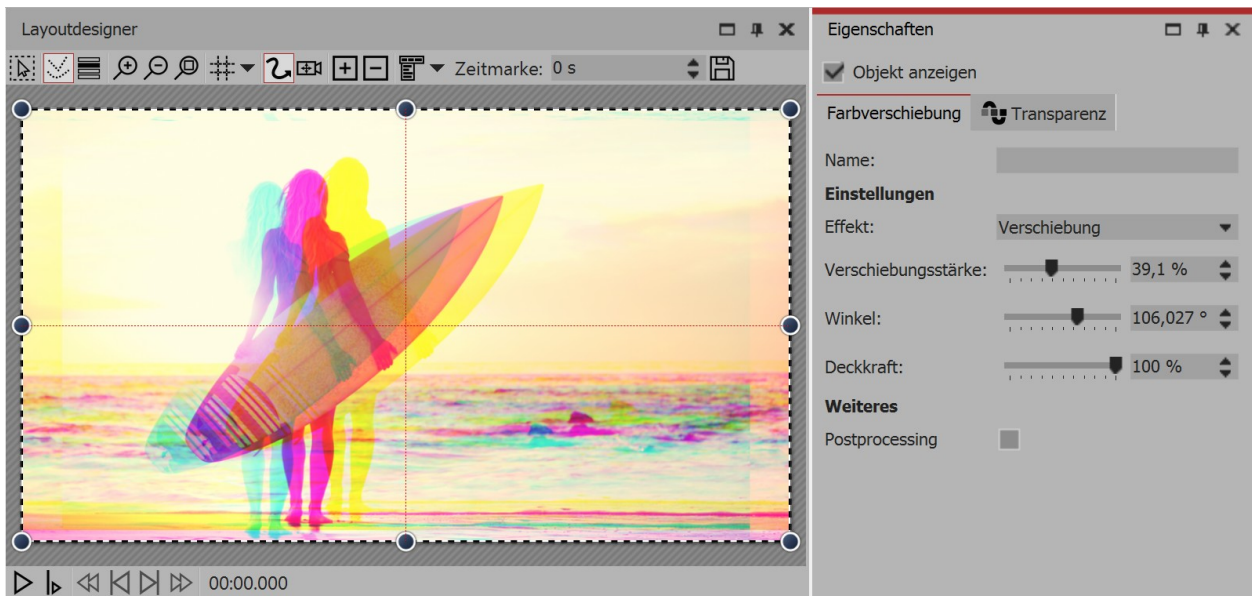 Layoutdesigner
Zeitmarke: 0 s
00:00.000
Eigenschaften
Objekt anzeigen
Farbverschiebung Transparenz
Name:
Einstellungen
Effekt: Verschiebung
Verschiebungsstärke: 39,1 %
Winkel: 106,027 °
Deckkraft: 100 %
Weiteres
Postprocessing